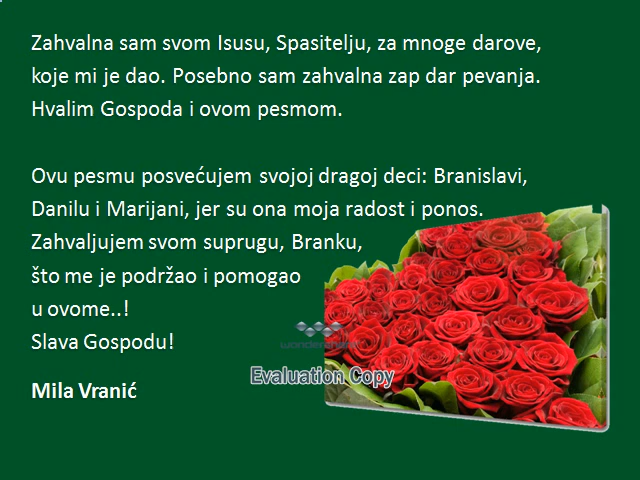 Zahvalna sam svom Isusu, Spasitelju, za mnoge darove,
koje mi je dao. Posebno sam zahvalna zap dar pevanja.
Hvalim Gospoda i ovom pesmom.
Ovu pesmu posvećujem svojoj dragoj deci: Branislavi,
Danilu i Marijani, jer su ona moja radost i ponos.
Zahvaljujem svom suprugu, Branku,
što me je podržao i pomogao
u ovome..!
Slava Gospodu!
Evaluation Copy
Mila Vranić